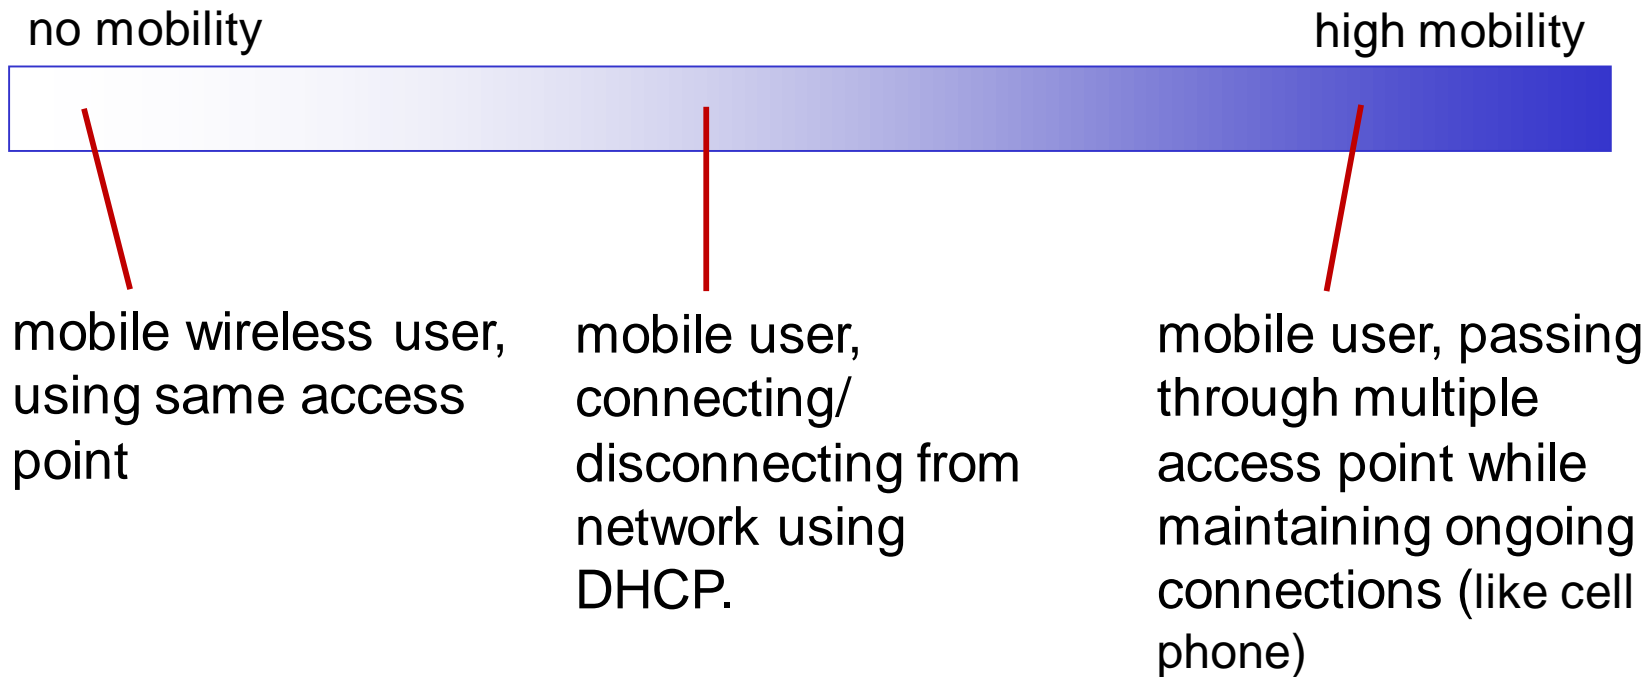 no mobility
high mobility
mobile wireless user,
using same access
point
mobile user,
connecting/
disconnecting from
network using
DHCP.
mobile user, passing
through multiple
access point while
maintaining ongoing
connections (like cell
phone)